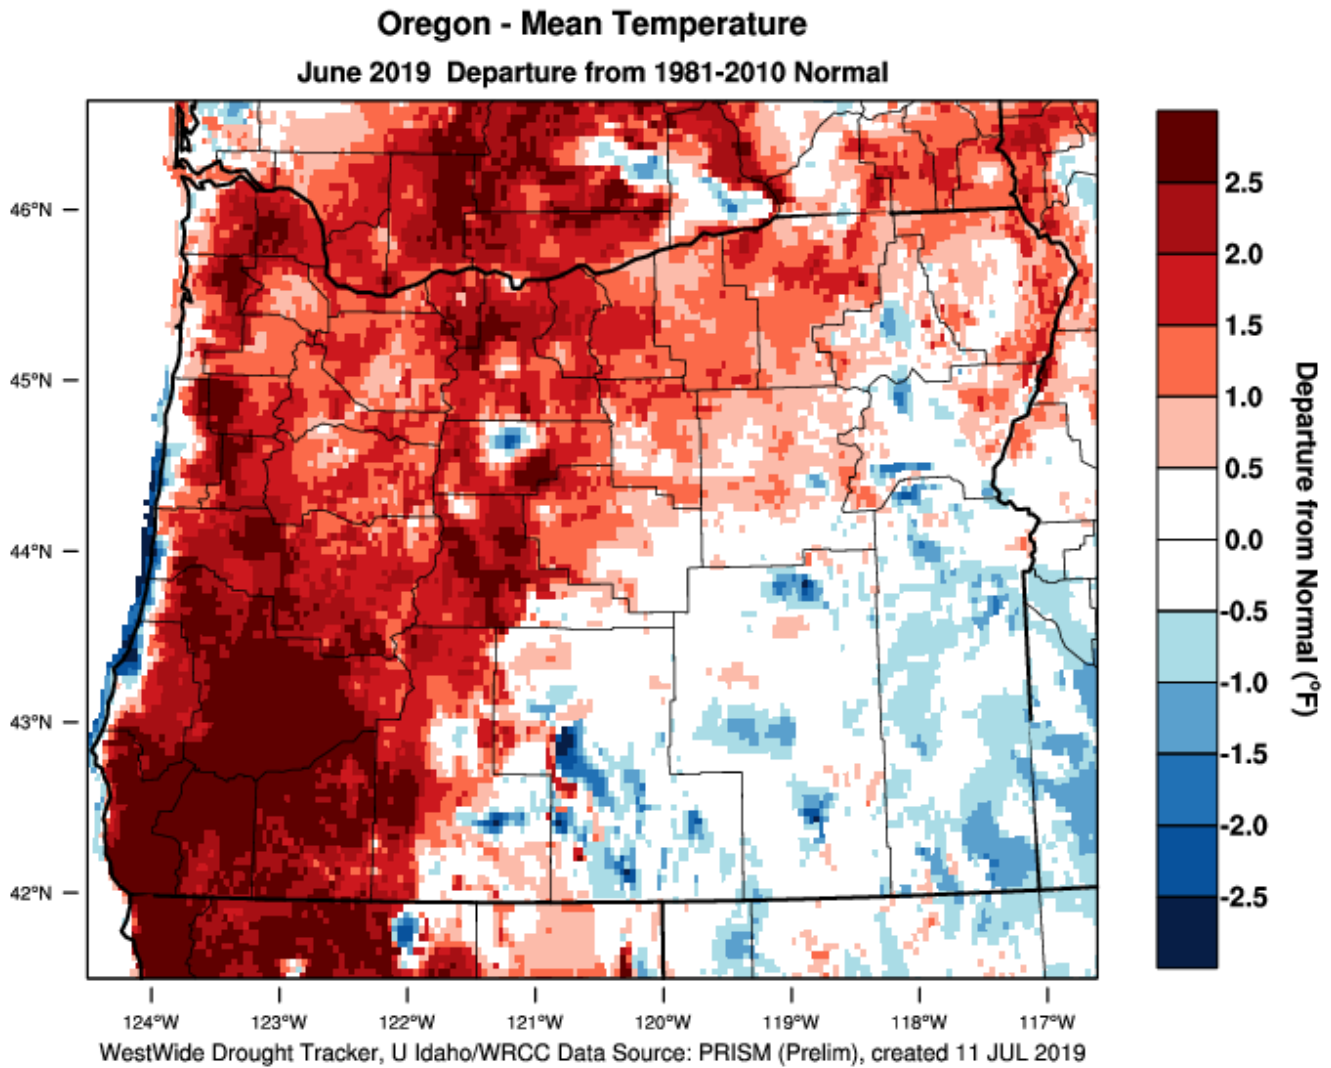 Oregon - Mean Temperature
June 2019 Departure from 1981-2010 Normal
46°N
45°N
44°N
43°N
42°N
124°W 123°W 122°W 121°W 120°W 119°W 118°W 117°W
2.5
2.0
1.5
1.0
0.5
0.0
-0.5
-1.0
-1.5
-2.0
-2.5
Departure from Normal (°F)
WestWide Drought Tracker, U Idaho/WRCC Data Source: PRISM (Prelim), created 11 JUL 2019